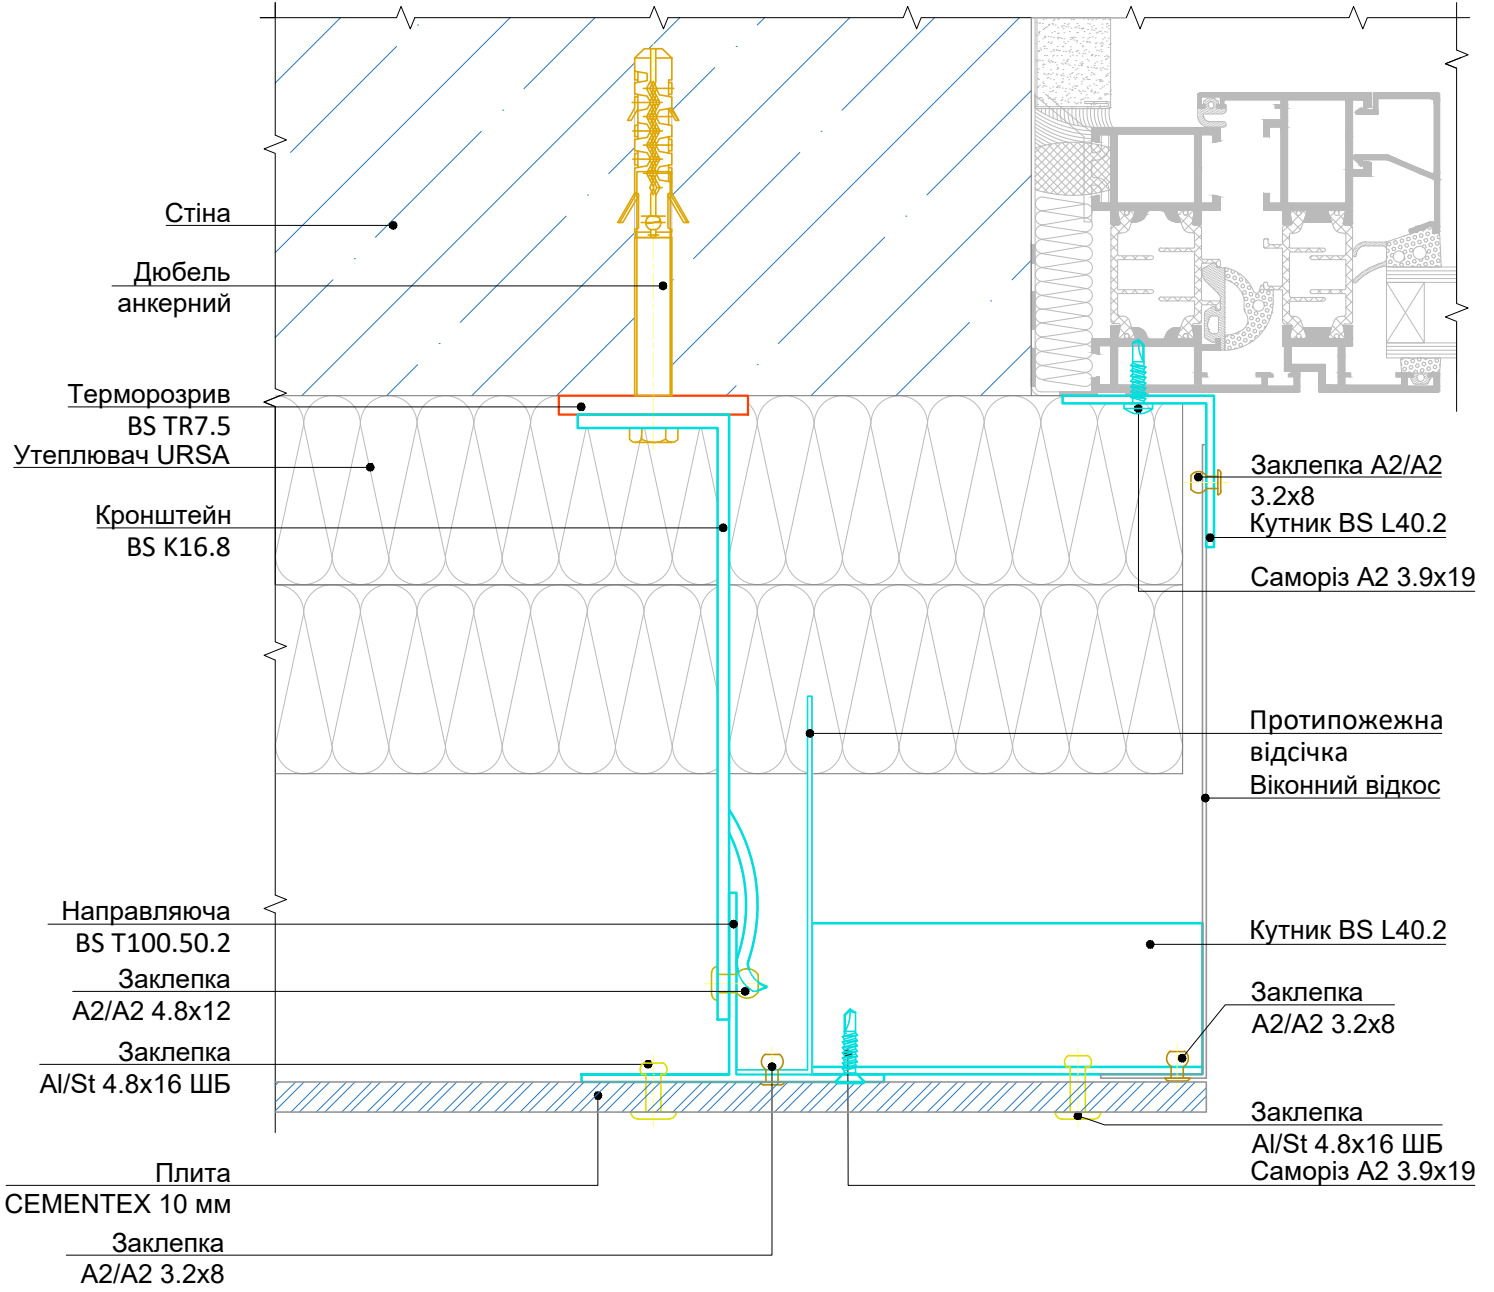 Стіна
Дюбель
анкерний
Терморозрив
BS TR7.5
Утеплювач URSA
Кронштейн
BS K16.8
Направляюча
BS T100.50.2
Заклепка
A2/A2 4.8x12
Заклепка
Al/St 4.8x16 ШБ
Плита
CEMENTEX 10 мм
Заклепка
A2/A2 3.2x8
Заклепка A2/A2
3.2x8
Кутник BS L40.2
Саморіз A2 3.9x19
Протипожежна
відсічка
Віконний відкос
Кутник BS L40.2
Заклепка
A2/A2 3.2x8
Заклепка
Al/St 4.8x16 ШБ
Саморіз A2 3.9x19